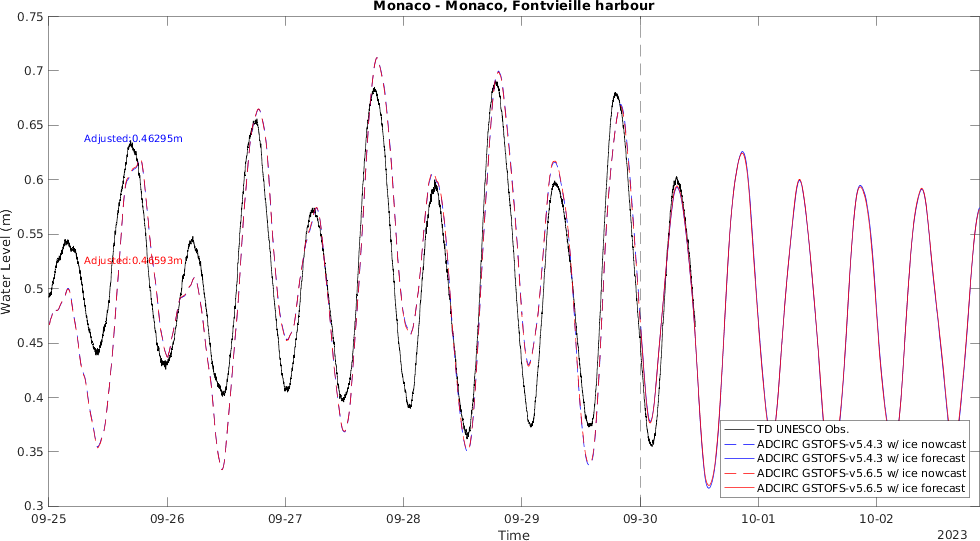 Monaco - Monaco, Fontvieille harbour
0.75
0.7
0.65
0.6
0.55
0.5
0.45
0.4
0.35
0.3
Water Level (m)
Adjusted:0.46295m
Adjusted:0.46593m
TD UNESCO Obs.
ADCIRC GSTOFS-v5.4.3 w/ ice nowcast
ADCIRC GSTOFS-v5.4.3 w/ ice forecast
ADCIRC GSTOFS-v5.6.5 w/ ice nowcast
ADCIRC GSTOFS-v5.6.5 w/ ice forecast
09-25 09-26 09-27 09-28 09-29 09-30 10-01 10-02
Time
2023